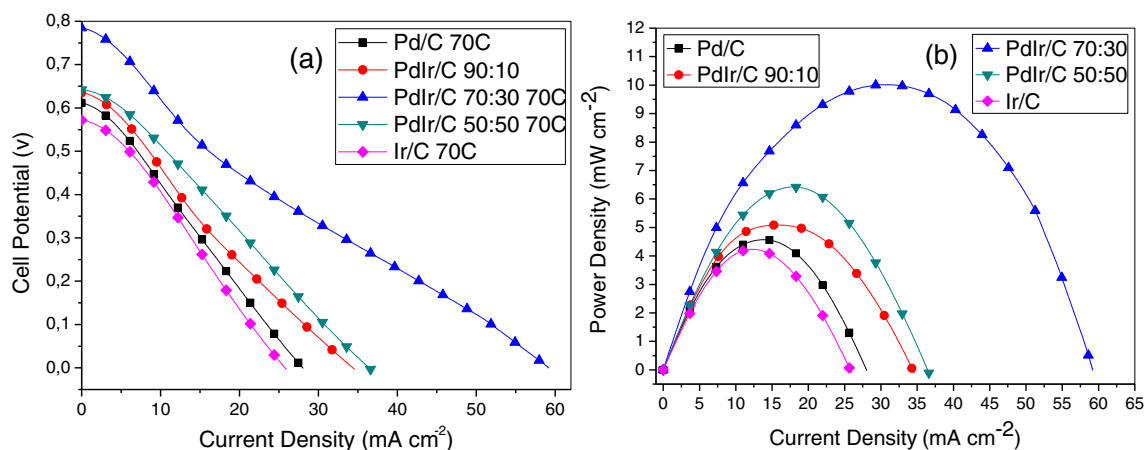 (a)
Pd/C 70C
PdIr/C 90:10
PdIr/C 70:30 70C
PdIr/C 50:50 70C
Ir/C 70C
Cell Potential (v)
0,8
0,7
0,6
0,5
0,4
0,3
0,2
0,1
0,0
0 10 20 30 40 50 60
Current Density (mA cm⁻²)
(b)
Pd/C
PdIr/C 90:10
PdIr/C 70:30
PdIr/C 50:50
Ir/C
Power Density (mW cm⁻²)
12
11
10
9
8
7
6
5
4
3
2
1
0
0 5 10 15 20 25 30 35 40 45 50 55 60 65
Current Density (mA cm⁻²)